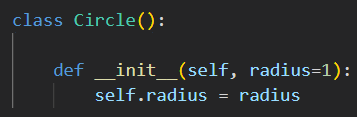 class Circle():
    def __init__(self, radius=1):
        self.radius = radius